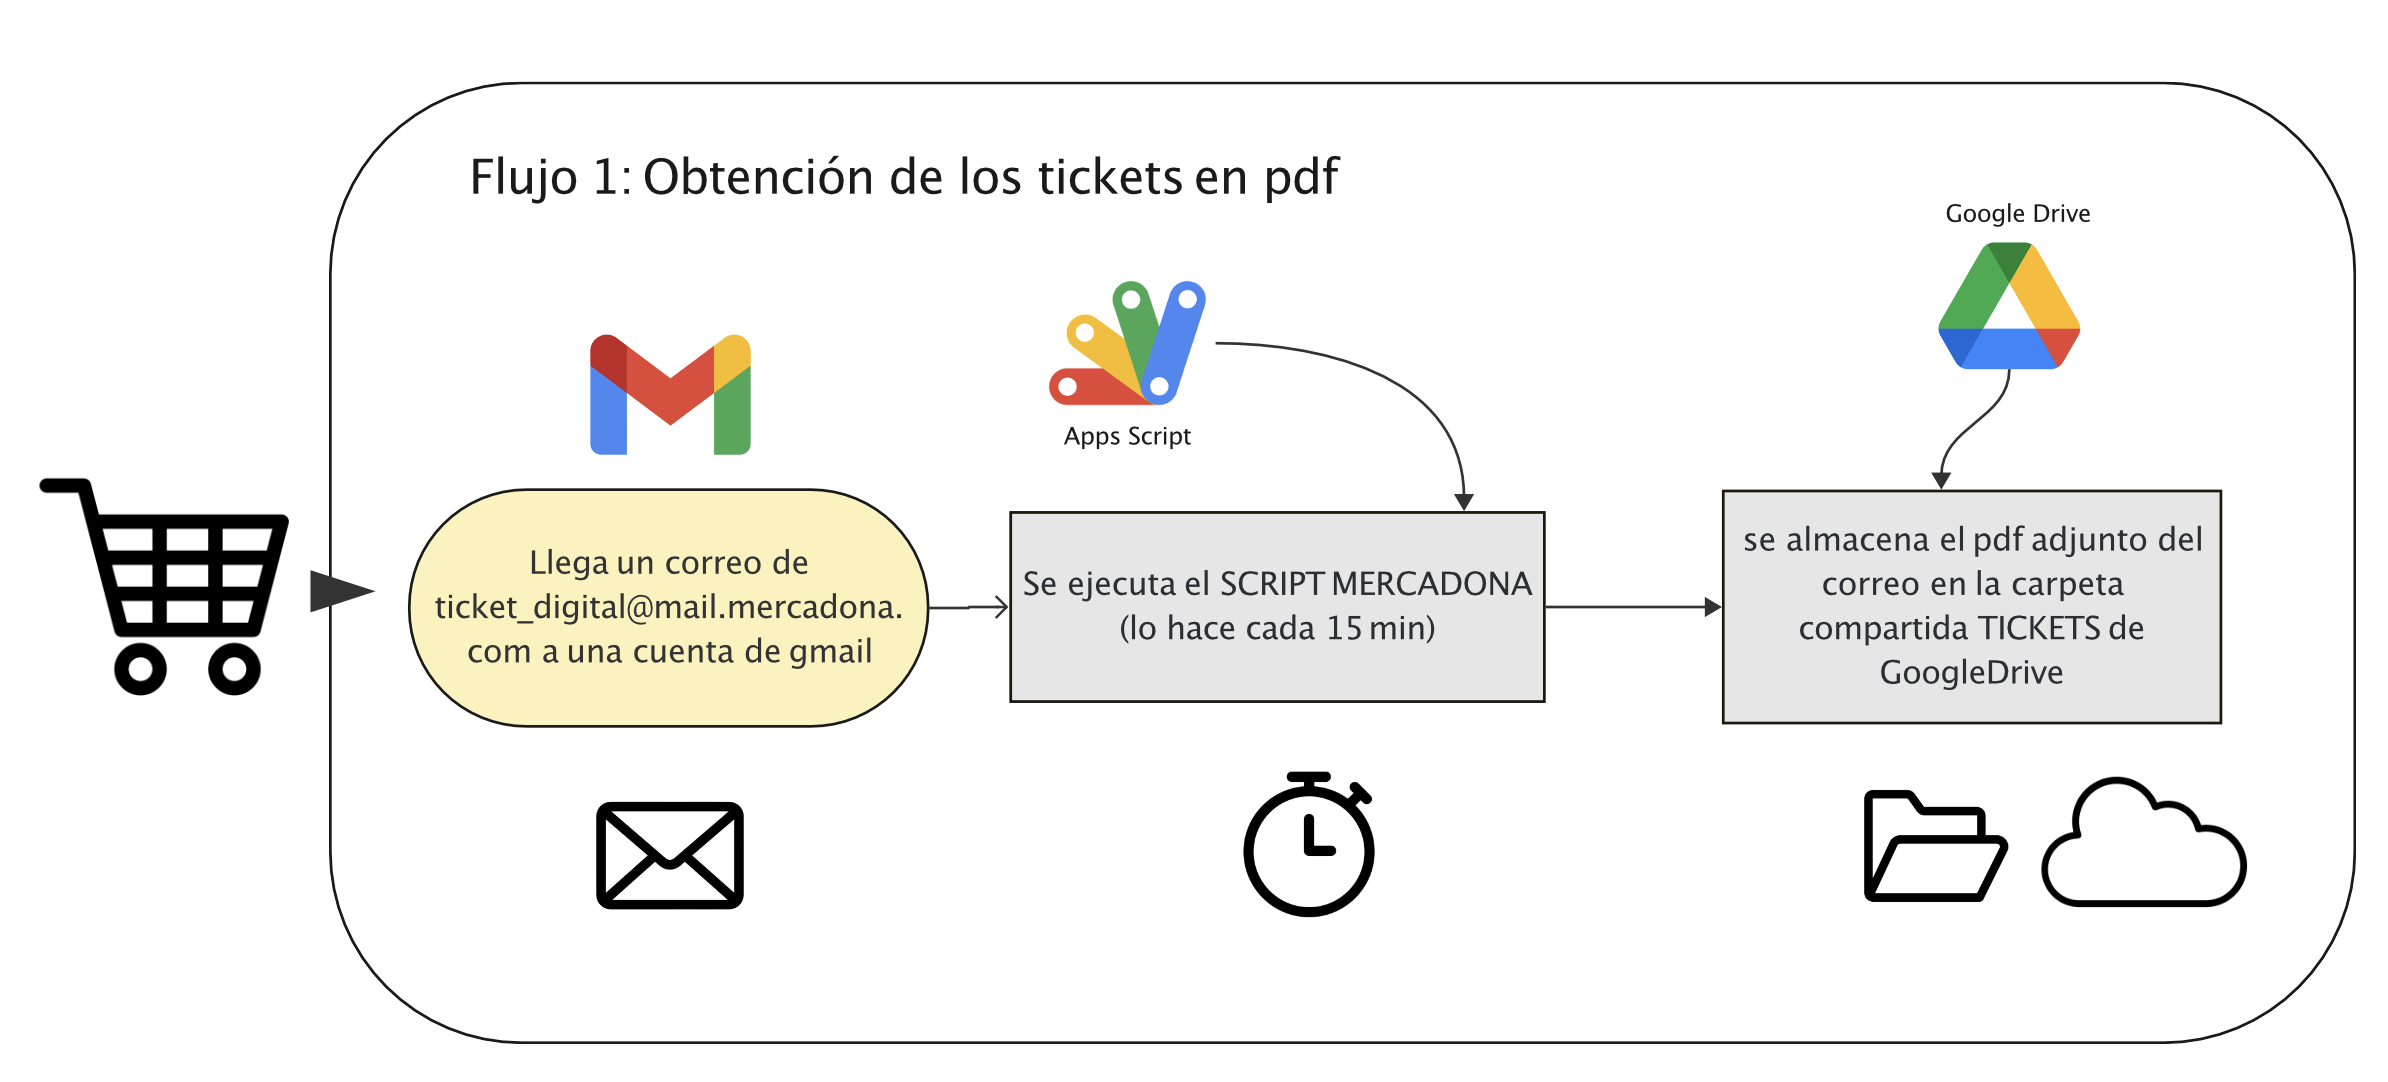 Flujo 1: Obtención de los tickets en pdf
Google Drive
Apps Script
Llega un correo de
ticket_digital@mail.mercadona.
com a una cuenta de gmail
Se ejecuta el SCRIPT MERCADONA
(lo hace cada 15 min)
se almacena el pdf adjunto del
correo en la carpeta
compartida TICKETS de
GoogleDrive